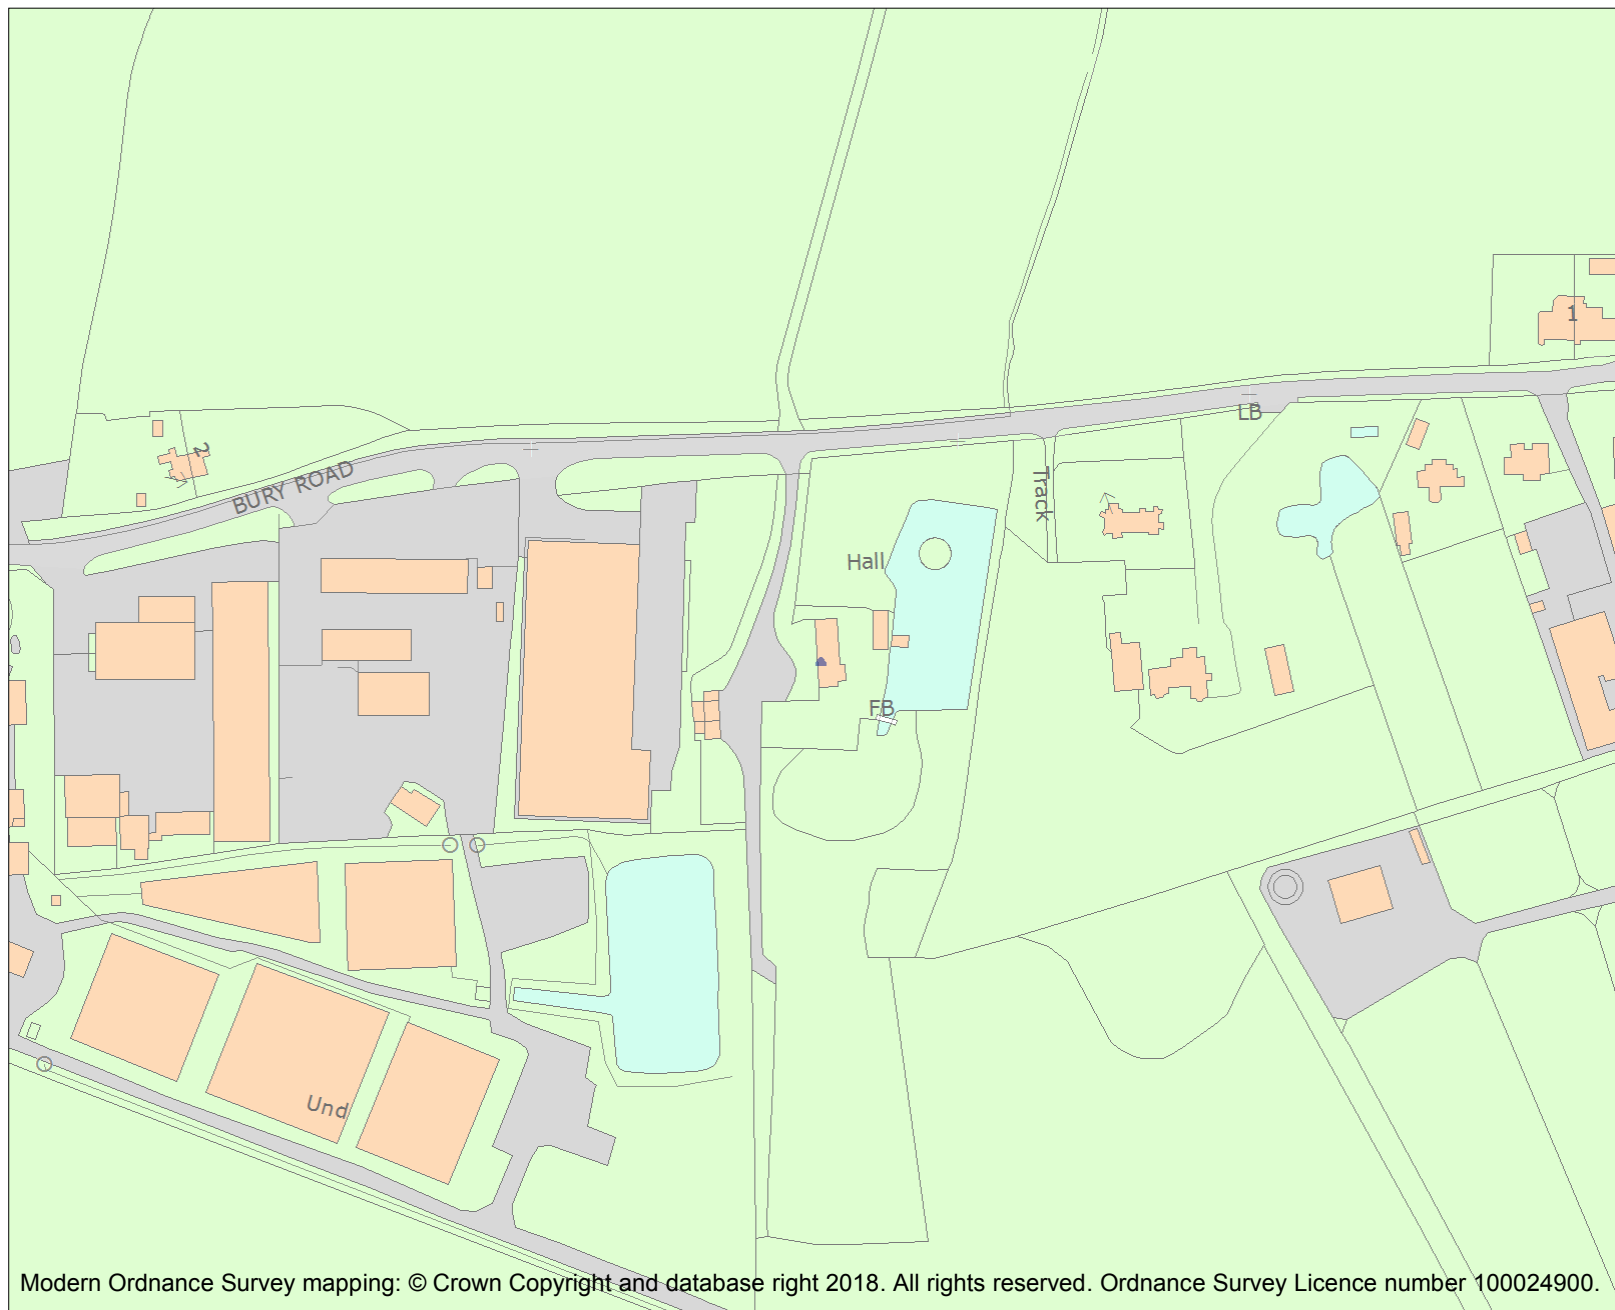 1
LB
2
BURY ROAD
Track
Hall
FB
Und
Modern Ordnance Survey mapping: © Crown Copyright and database right 2018. All rights reserved. Ordnance Survey Licence number 100024900.